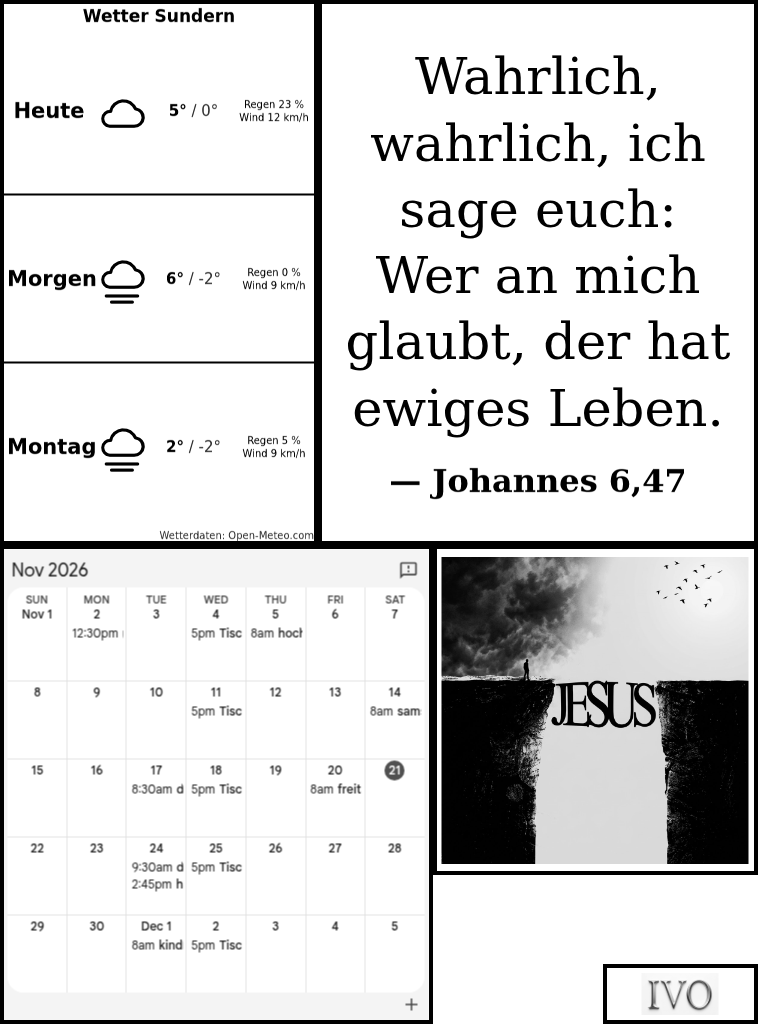 Wetter Sundern
Heute
5° / 0°
Regen 23 %
Wind 12 km/h
Morgen
6° / -2°
Regen 0 %
Wind 9 km/h
Montag
2° / -2°
Regen 5 %
Wind 9 km/h
Wetterdaten: Open-Meteo.com
Wahrlich,
wahrlich, ich
sage euch:
Wer an mich
glaubt, der hat
ewiges Leben.
— Johannes 6,47
Nov 2026
SUN MON TUE WED THU FRI SAT
Nov 1 2 3 4 5 6 7
12:30pm 5pm Tisc 8am hoch
8 9 10 11 12 13 14
5pm Tisc 8am sam
15 16 17 18 19 20 21
8:30am d 5pm Tisc 8am freit
22 23 24 25 26 27 28
9:30am d 5pm Tisc
2:45pm h
29 30 Dec 1 2 3 4 5
8am kind 5pm Tisc
+
JESUS
IVO